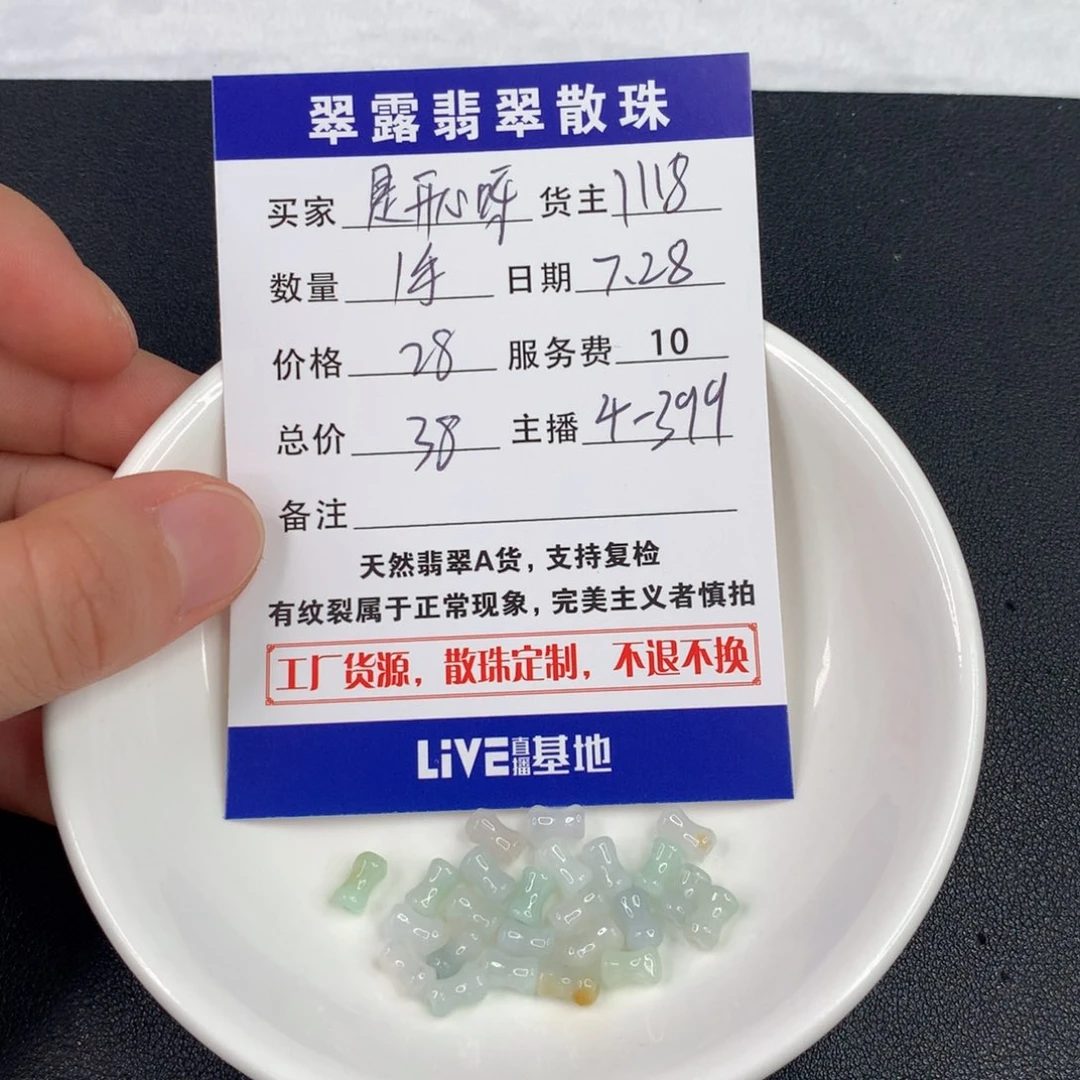 翠露翡翠散珠
买家 是开心呀 货主 1118
数量 1手 日期 7.28
价格 28 服务费 10
总价 38 主播 4-399
备注
天然翡翠A货，支持复检
有纹裂属于正常现象，完美主义者慎拍
工厂货源，散珠定制，不退不换
LiVE直播基地